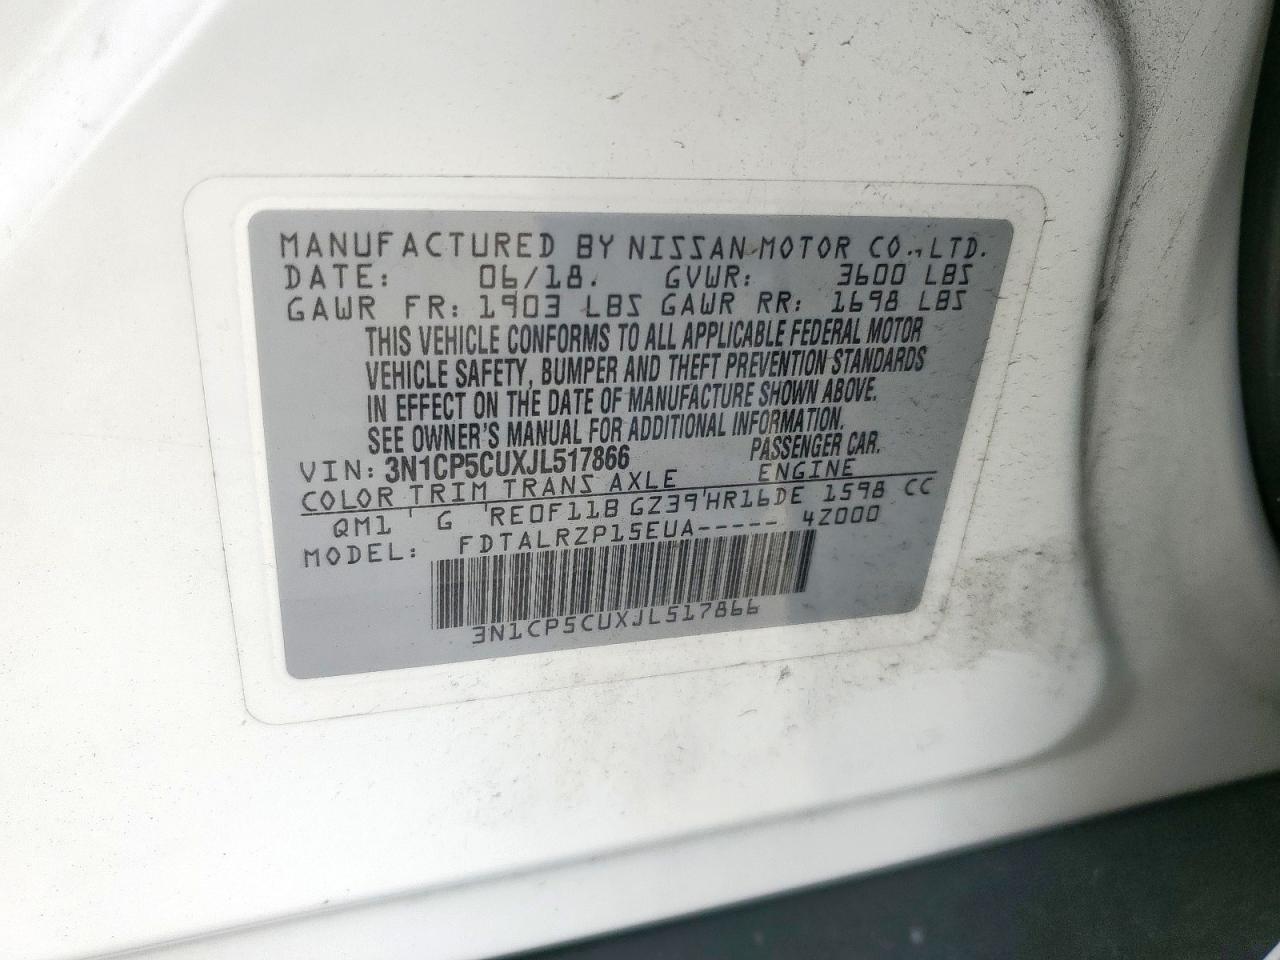 MANUFACTURED BY NISSAN MOTOR CO., LTD.
DATE: 06/18. GVWR: 3600 LBS
GAWR FR: 1903 LBS GAWR RR: 1698 LBS
THIS VEHICLE CONFORMS TO ALL APPLICABLE FEDERAL MOTOR
VEHICLE SAFETY, BUMPER AND THEFT PREVENTION STANDARDS
IN EFFECT ON THE DATE OF MANUFACTURE SHOWN ABOVE.
SEE OWNER'S MANUAL FOR ADDITIONAL INFORMATION.
VIN: 3N1CP5CUXJL517866 PASSENGER CAR.
COLOR TRIM TRANS AXLE ENGINE
QM1 G RE0F11B GZ39 HR16DE 1598 CC
MODEL: FDTALRZP15EUA----- 4Z000
3N1CP5CUXJL517866